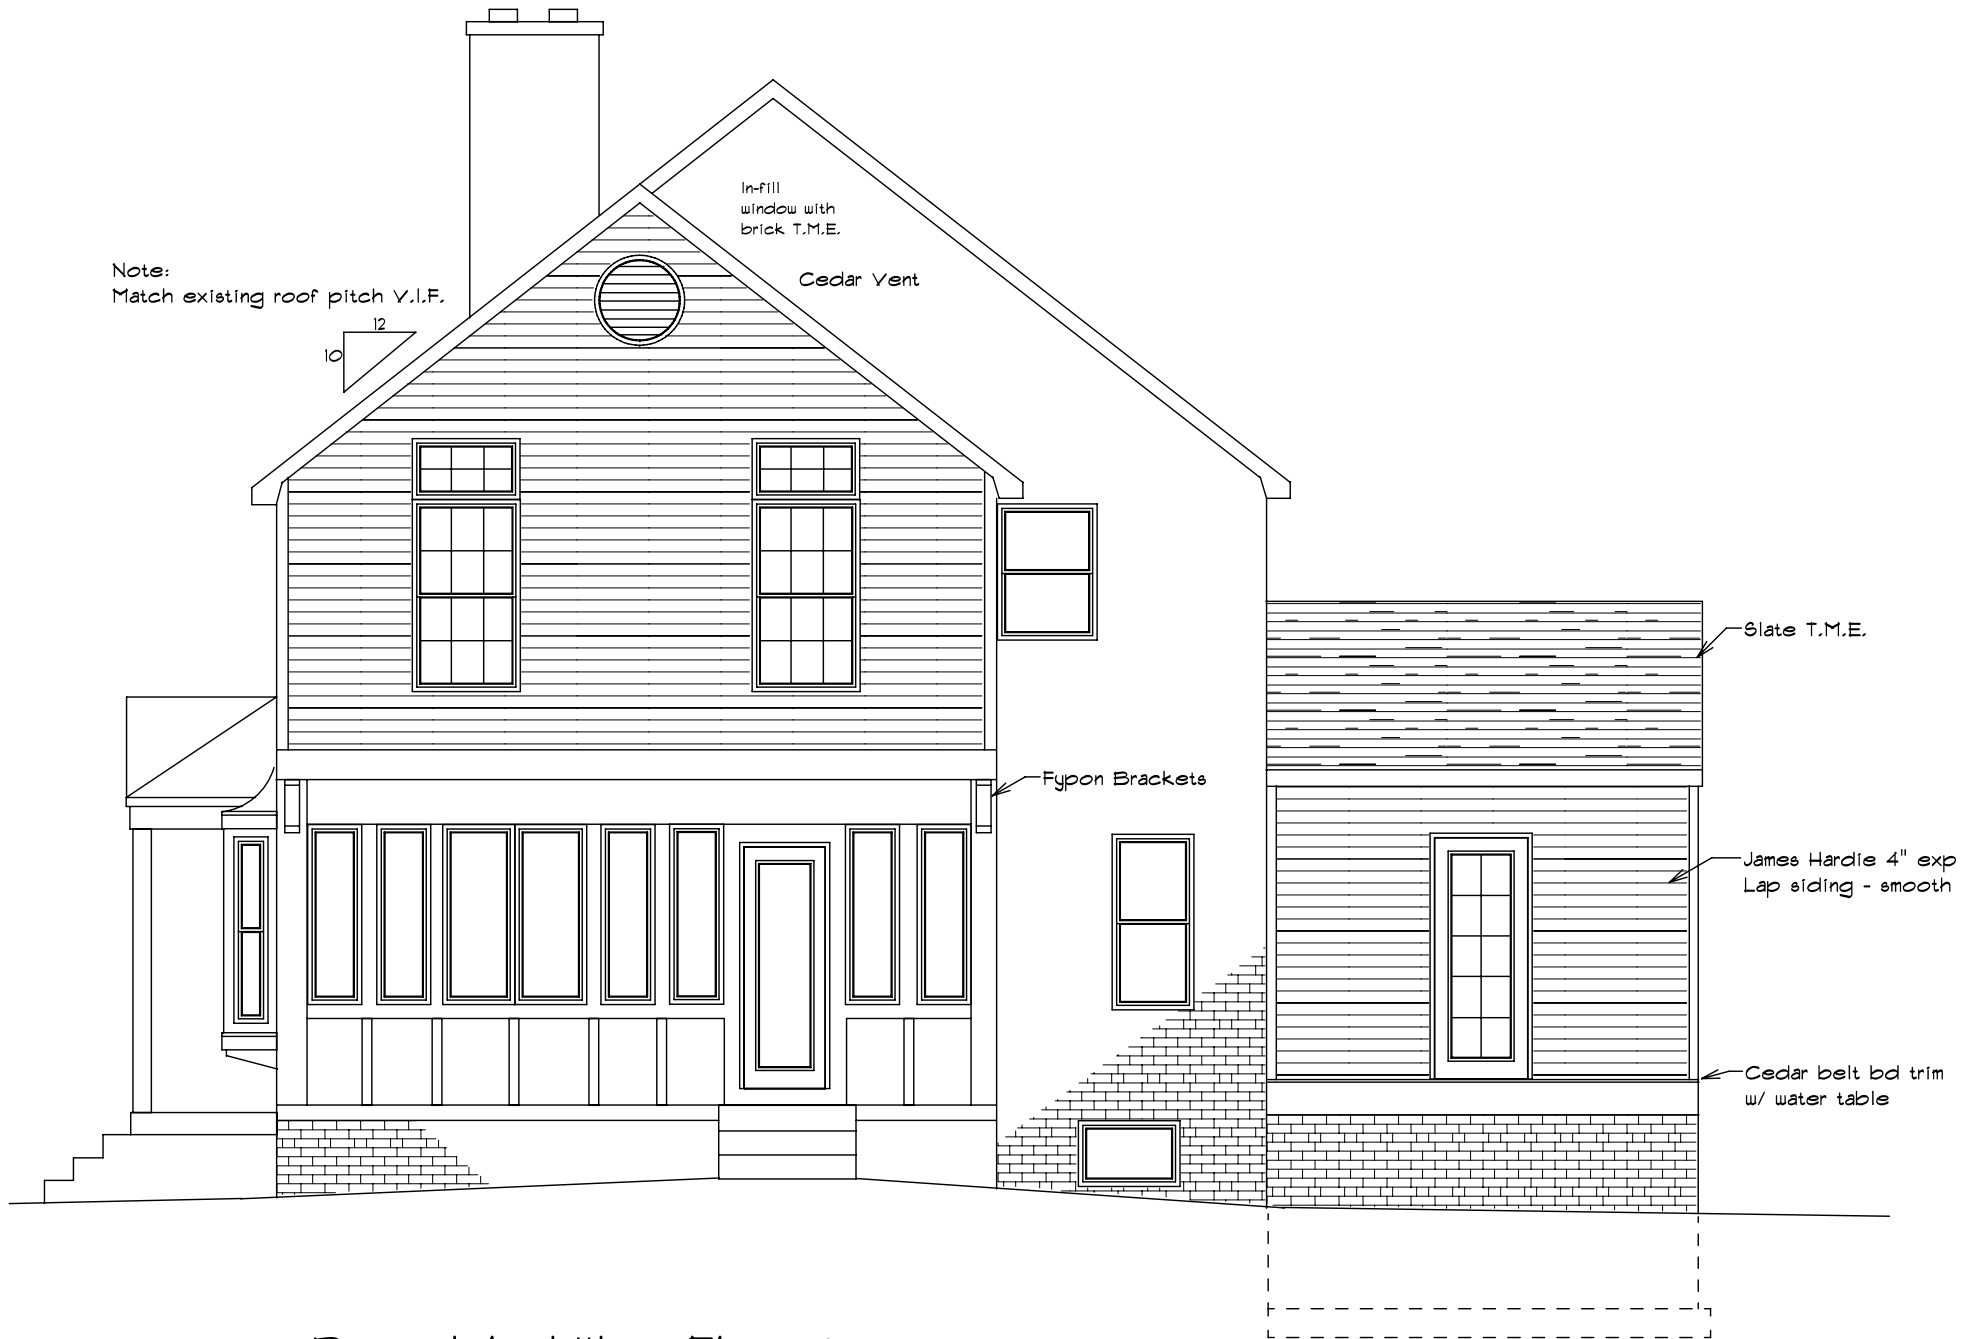 In-fill
window with
brick T.M.E.
Note:
Match existing roof pitch V.I.F.
Cedar Vent
12
10
Slate T.M.E.
Fypon Brackets
James Hardie 4" exp
Lap siding - smooth
Cedar belt bd trim
w/ water table